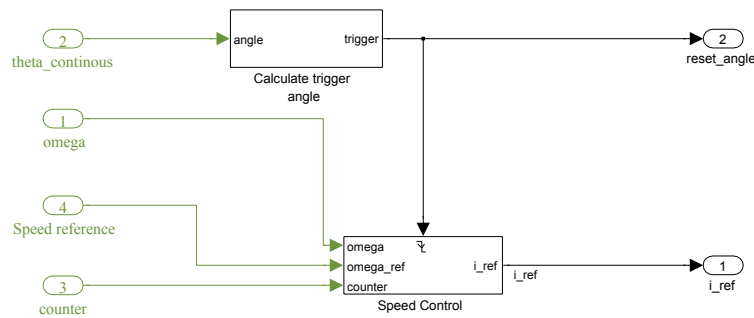 2
theta_continous
angle
trigger
Calculate trigger
angle
2
reset_angle
1
omega
4
Speed reference
3
counter
omega
omega_ref
counter
i_ref
Speed Control
i_ref
1
i_ref